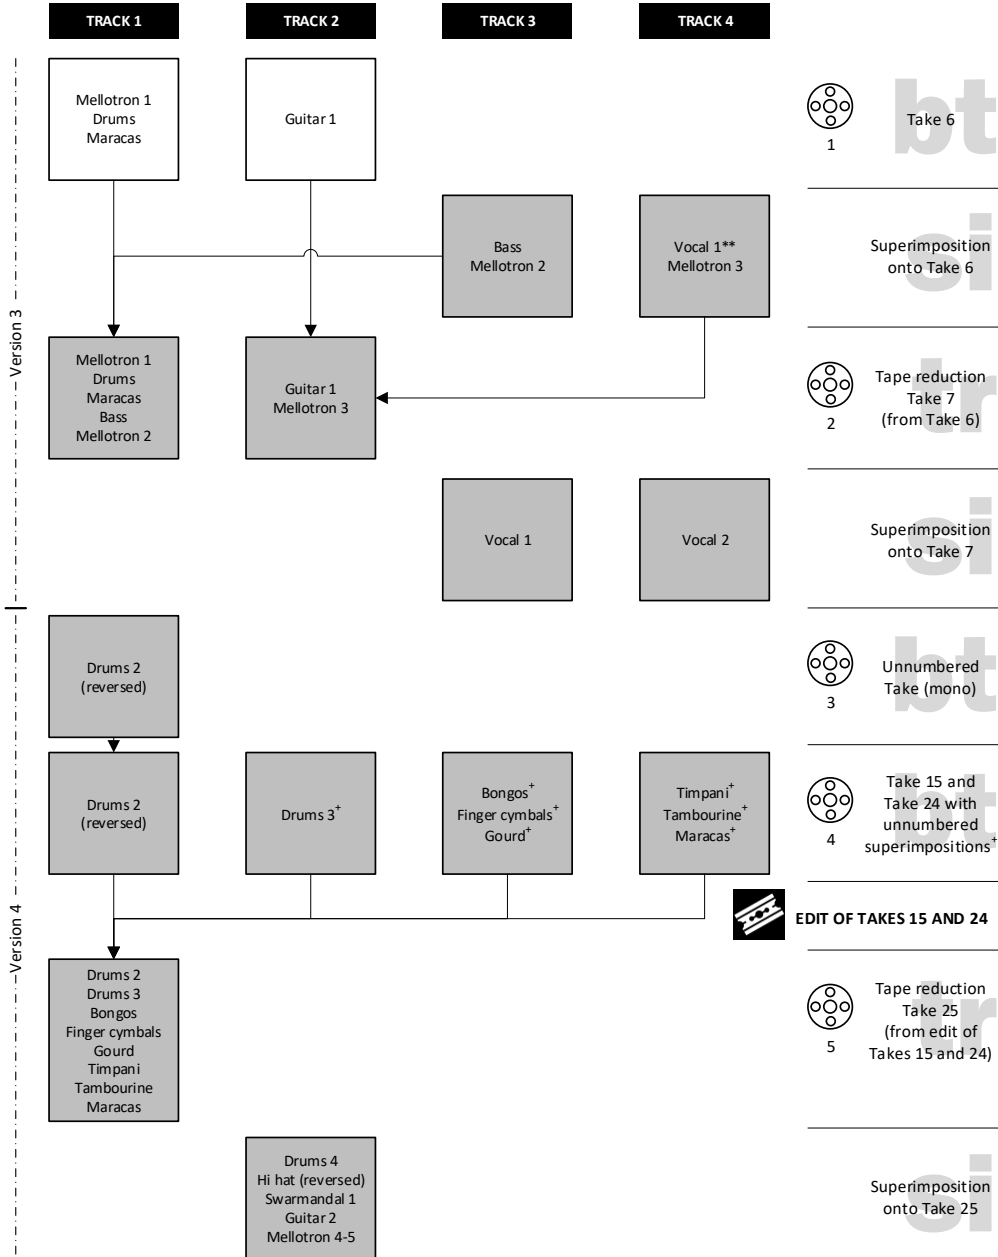 TRACK 1
TRACK 2
TRACK 3
TRACK 4
Mellotron 1
Drums
Maracas
Guitar 1
1
bt
Take 6
Bass
Mellotron 2
Vocal 1**
Mellotron 3
si
Superimposition
onto Take 6
Version 3
Mellotron 1
Drums
Maracas
Bass
Mellotron 2
Guitar 1
Mellotron 3
2
tr
Tape reduction
Take 7
(from Take 6)
Vocal 1
Vocal 2
si
Superimposition
onto Take 7
Drums 2
(reversed)
3
bt
Unnumbered
Take (mono)
Drums 2
(reversed)
Drums 3+
Bongos+
Finger cymbals+
Gourd+
Timpani+
Tambourine+
Maracas+
4
bt
Take 15 and
Take 24 with
unnumbered
superimpositions+
Version 4
EDIT OF TAKES 15 AND 24
Drums 2
Drums 3
Bongos
Finger cymbals
Gourd
Timpani
Tambourine
Maracas
5
tr
Tape reduction
Take 25
(from edit of
Takes 15 and 24)
Drums 4
Hi hat (reversed)
Swarmandal 1
Guitar 2
Mellotron 4-5
si
Superimposition
onto Take 25